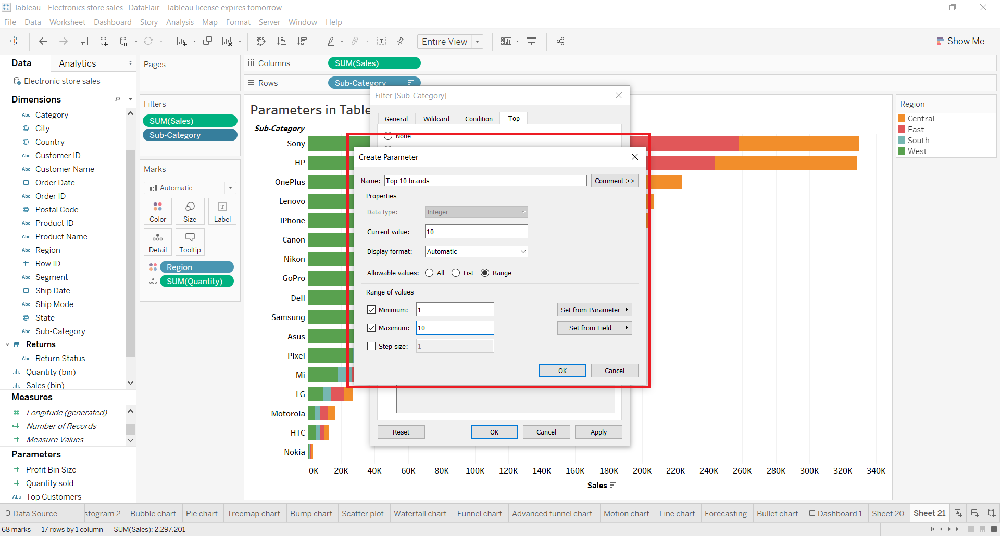 Tableau - Electronics store sales- DataFlair - Tableau license expires tomorrow
File Data Worksheet Dashboard Story Analysis Map Format Server Window Help
Entire View
Show Me
Data Analytics
Electronic store sales
Dimensions
Abc Category
City
Country
Abc Customer ID
Abc Customer Name
Order Date
Abc Order ID
Postal Code
Abc Product ID
Abc Product Name
Abc Region
# Row ID
Abc Segment
Ship Date
Abc Ship Mode
State
Abc Sub-Category
Returns
Abc Return Status
Quantity (bin)
Sales (bin)
Measures
Longitude (generated)
=# Number of Records
# Measure Values
Parameters
# Profit Bin Size
# Quantity sold
Abc Top Customers
Pages
Filters
SUM(Sales)
Sub-Category
Marks
Automatic
Color Size Label
Detail Tooltip
Region
SUM(Quantity)
Columns SUM(Sales)
Rows Sub-Category
Parameters in Table
Sub-Category
Sony
HP
OnePlus
Lenovo
iPhone
Canon
Nikon
GoPro
Dell
Samsung
Asus
Pixel
Mi
LG
Motorola
HTC
Nokia
0K 20K 40K 60K 80K 100K 120K 140K 160K 180K 200K 220K 240K 260K 280K 300K 320K 340K
Sales
Filter [Sub-Category]
General Wildcard Condition Top
None
Create Parameter
Name: Top 10 brands Comment >>
Properties
Data type: Integer
Current value: 10
Display format: Automatic
Allowable values: All List Range
Range of values
Minimum: 1 Set from Parameter
Maximum: 10 Set from Field
Step size: 1
OK Cancel
Reset OK Cancel Apply
Region
Central
East
South
West
Data Source stogram 2 Bubble chart Pie chart Treemap chart Bump chart Scatter plot Waterfall chart Funnel chart Advanced funnel chart Motion chart Line chart Forecasting Bullet chart Dashboard 1 Sheet 20 Sheet 21
68 marks 17 rows by 1 column SUM(Sales): 2,297,201